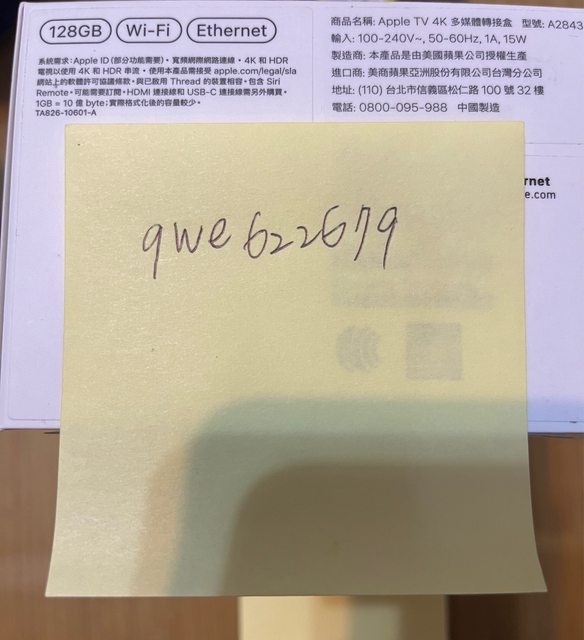 128GB Wi-Fi Ethernet
系統需求:Apple ID (部分功能需要)。寬頻網際網路連線。4K 和 HDR
電視以使用 4K 和 HDR 串流。使用本產品需接受 apple.com/legal/sla
網站上的軟體許可協議條款。與已啟用 Thread 的裝置相容。包含 Siri
Remote。可能需要訂閱。HDMI 連接線和 USB-C 連接線需另外購買。
1GB = 10 億 byte;實際格式化後的容量較少。
TA826-10601-A
商品名稱: Apple TV 4K 多媒體轉接盒 型號: A2843
輸入: 100-240V~, 50-60Hz, 1A, 15W
製造商: 本產品是由美國蘋果公司授權生產
進口商: 美商蘋果亞洲股份有限公司台灣分公司
地址: (110) 台北市信義區松仁路 100 號 32 樓
電話: 0800-095-988 中國製造
rnet
e.com
qwe622679